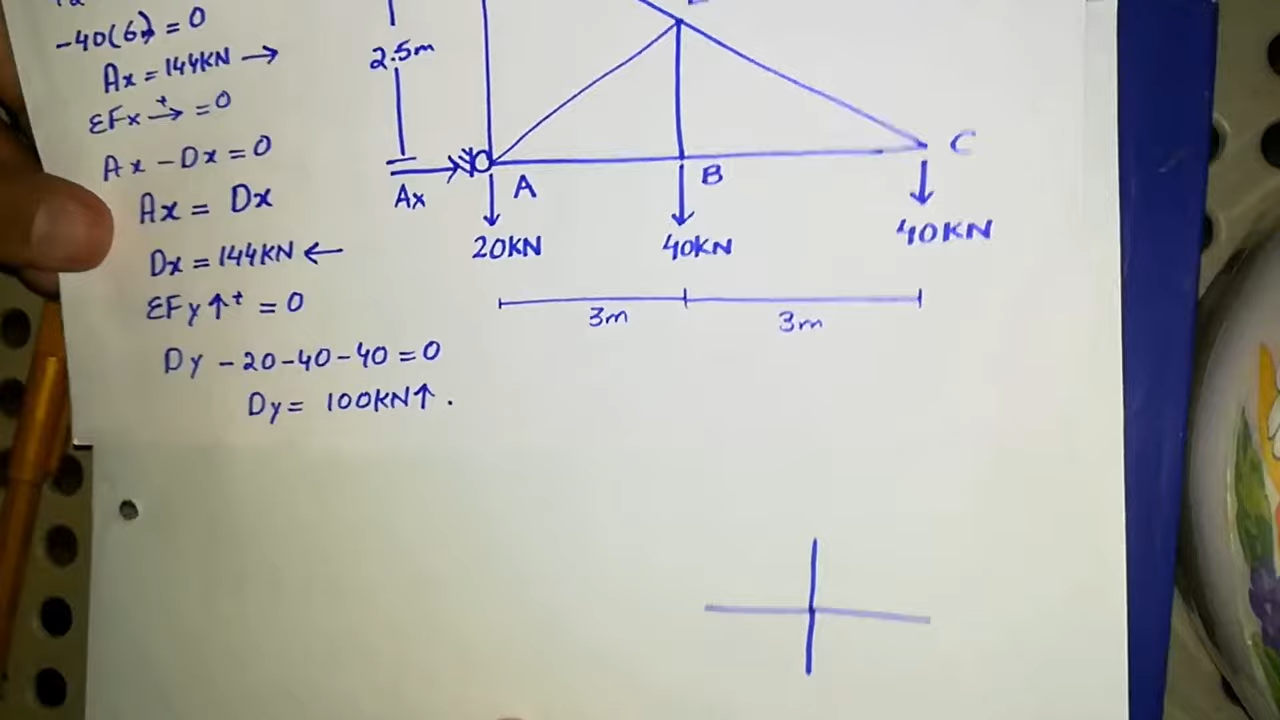 -40(6) = 0
Ax = 144KN →
ΣFx →+ = 0
Ax - Dx = 0
Ax = Dx
Dx = 144KN ←
ΣFy ↑+ = 0
Dy - 20 - 40 - 40 = 0
Dy = 100KN ↑ .
2.5m
Ax
A
B
C
20KN
40KN
40KN
3m
3m